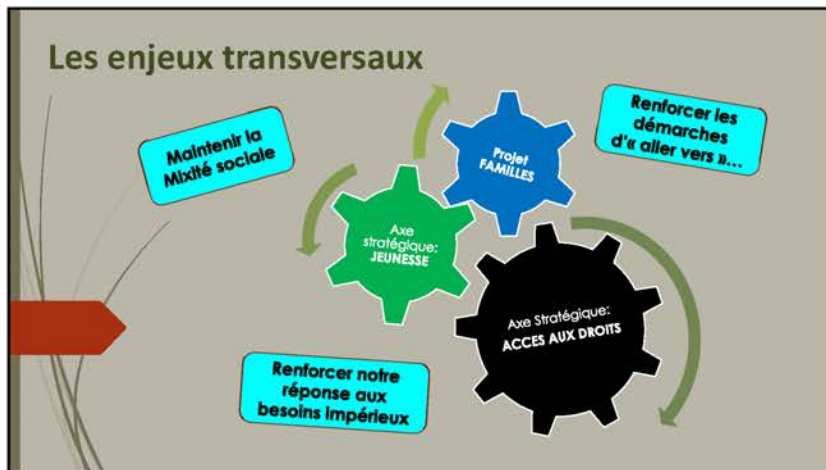 Les enjeux transversaux
Maintenir la
Mixité sociale
Projet
FAMILLES
Renforcer les
démarches
d'« aller vers »...
Axe
stratégique:
JEUNESSE
Axe Stratégique:
ACCES AUX DROITS
Renforcer notre
réponse aux
besoins impérieux